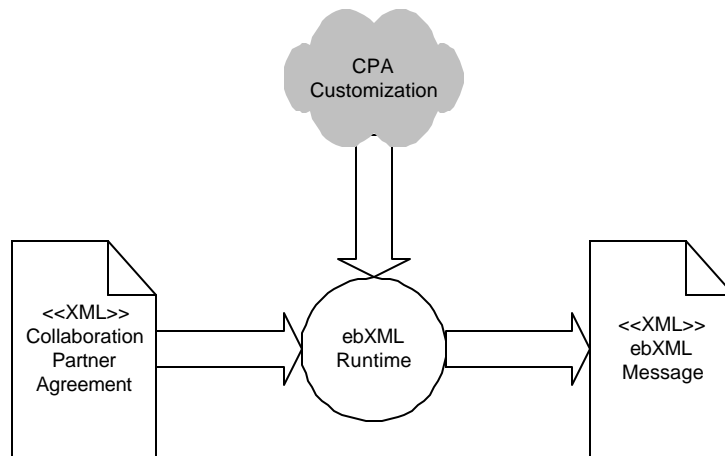 CPA
Customization
<<XML>>
Collaboration
Partner
Agreement
ebXML
Runtime
<<XML>>
ebXML
Message